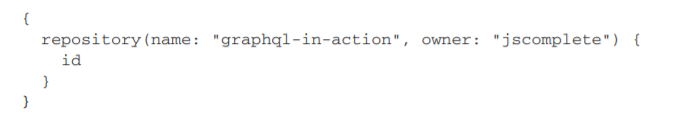 {
  repository(name: "graphql-in-action", owner: "jscomplete") {
    id
  }
}